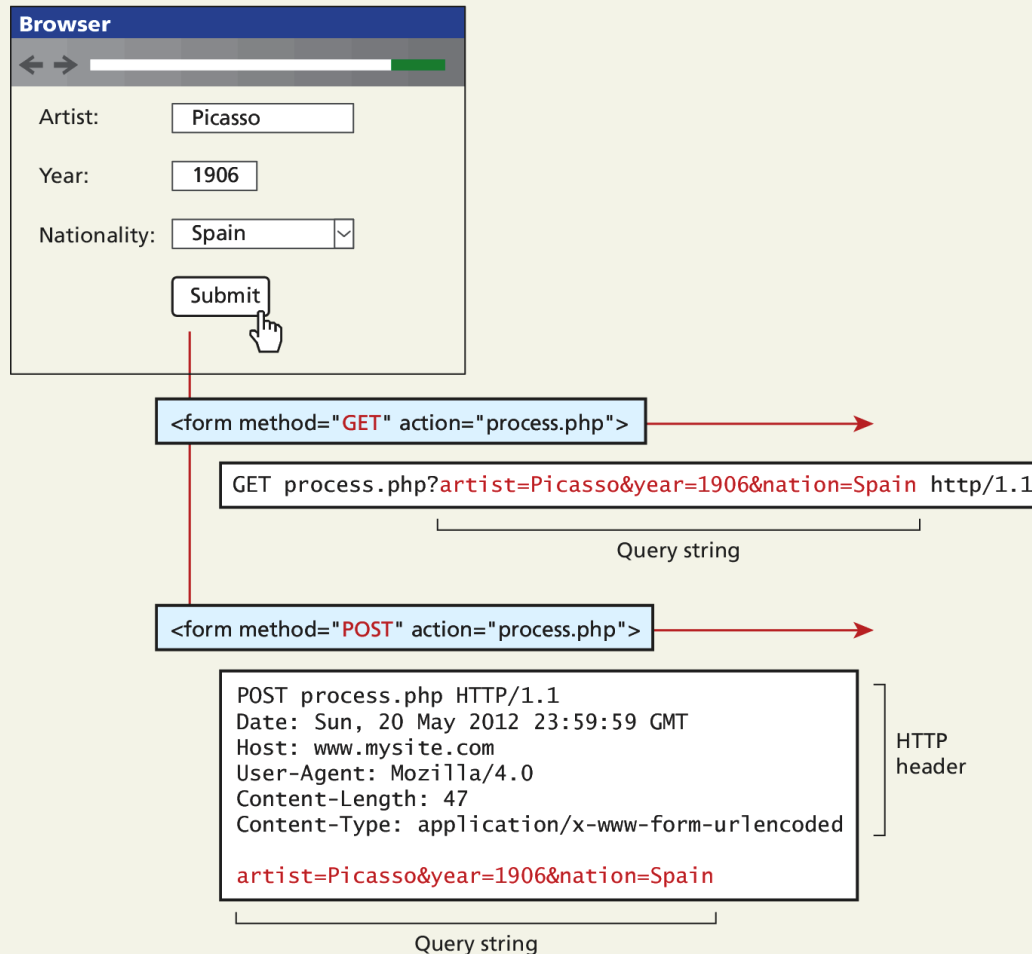 Browser
Artist: Picasso
Year: 1906
Nationality: Spain
Submit
<form method="GET" action="process.php">
GET process.php?artist=Picasso&year=1906&nation=Spain http/1.1
Query string
<form method="POST" action="process.php">
POST process.php HTTP/1.1
Date: Sun, 20 May 2012 23:59:59 GMT
Host: www.mysite.com
User-Agent: Mozilla/4.0
Content-Length: 47
Content-Type: application/x-www-form-urlencoded
HTTP
header
artist=Picasso&year=1906&nation=Spain
Query string